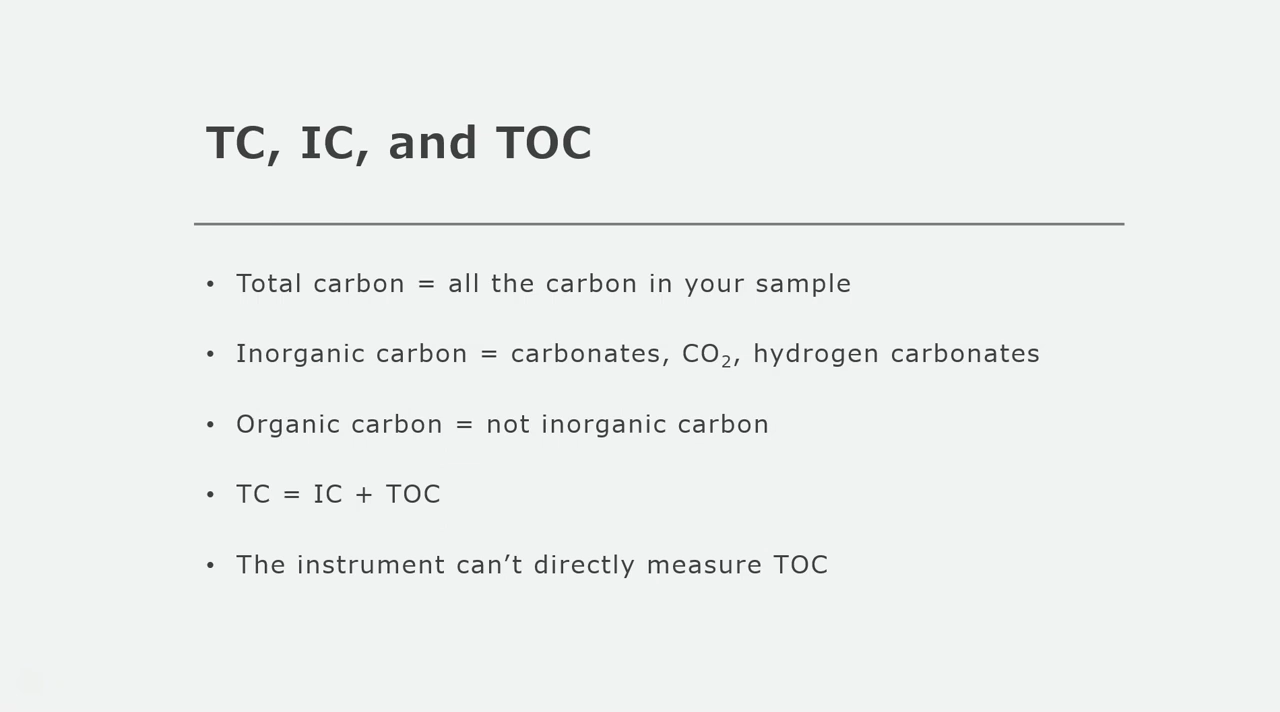 TC, IC, and TOC
• Total carbon = all the carbon in your sample
• Inorganic carbon = carbonates, CO₂, hydrogen carbonates
• Organic carbon = not inorganic carbon
• TC = IC + TOC
• The instrument can’t directly measure TOC